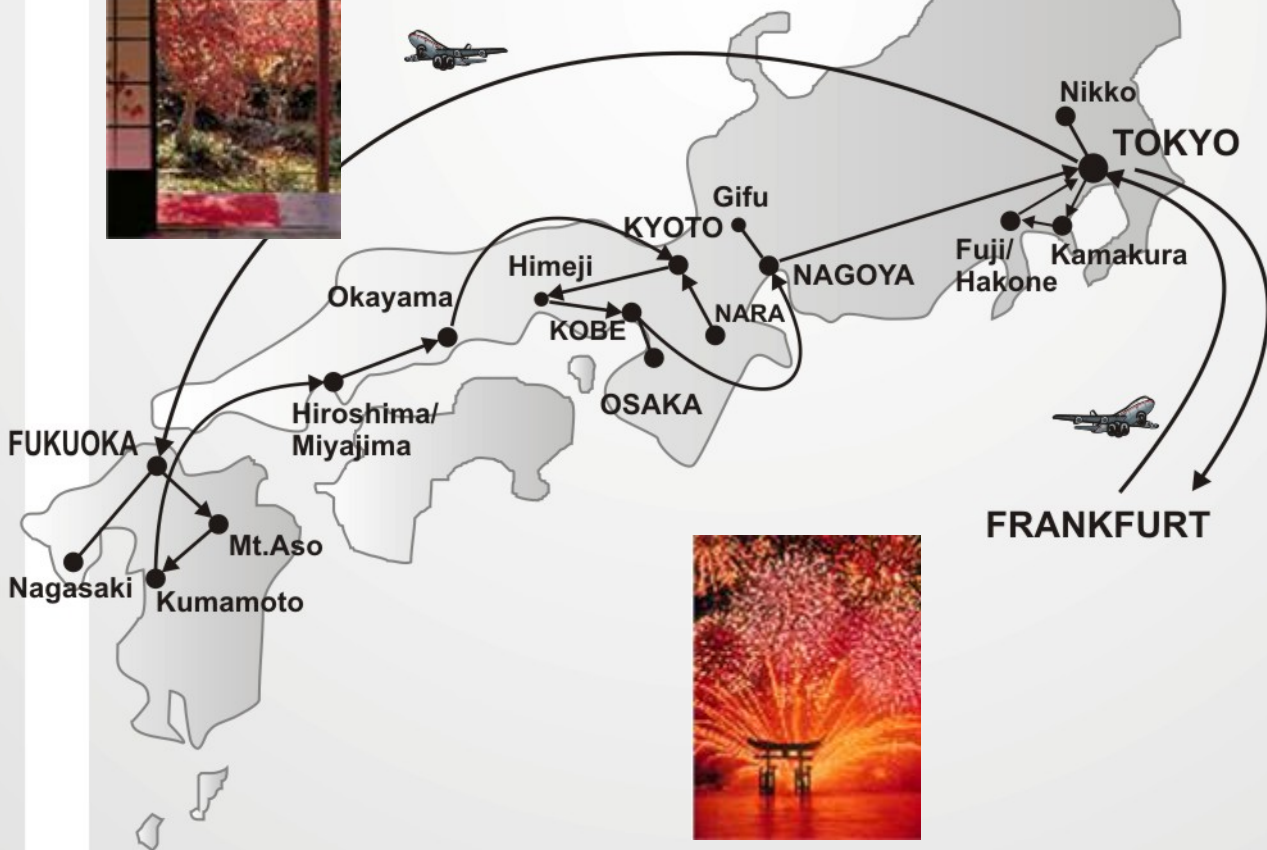 Nikko
TOKYO
Gifu
KYOTO
Fuji/
Hakone
Kamakura
Himeji
NAGOYA
Okayama
NARA
KOBE
OSAKA
Hiroshima/
Miyajima
FUKUOKA
FRANKFURT
Mt.Aso
Nagasaki
Kumamoto